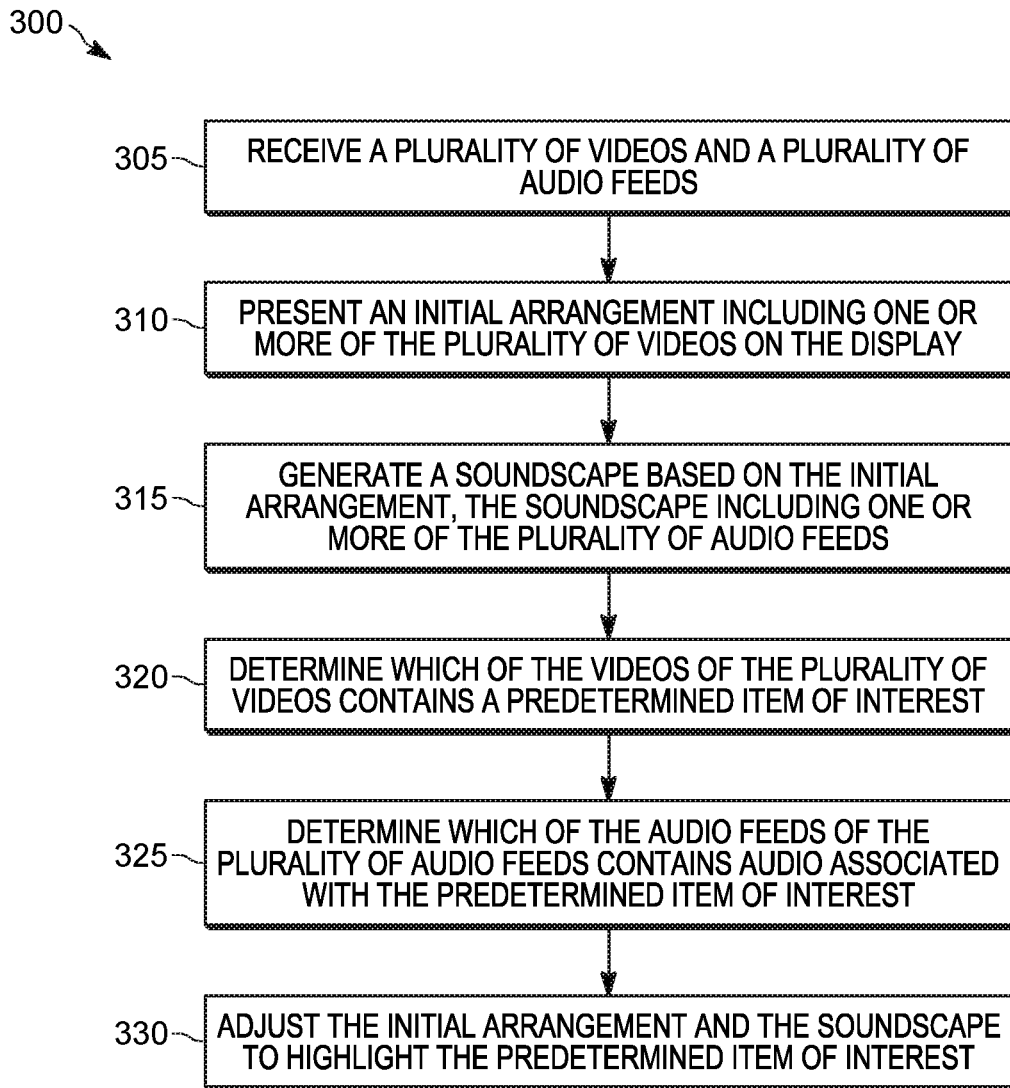 300
305
RECEIVE A PLURALITY OF VIDEOS AND A PLURALITY OF
AUDIO FEEDS
310
PRESENT AN INITIAL ARRANGEMENT INCLUDING ONE OR
MORE OF THE PLURALITY OF VIDEOS ON THE DISPLAY
315
GENERATE A SOUNDSCAPE BASED ON THE INITIAL
ARRANGEMENT, THE SOUNDSCAPE INCLUDING ONE OR
MORE OF THE PLURALITY OF AUDIO FEEDS
320
DETERMINE WHICH OF THE VIDEOS OF THE PLURALITY OF
VIDEOS CONTAINS A PREDETERMINED ITEM OF INTEREST
325
DETERMINE WHICH OF THE AUDIO FEEDS OF THE
PLURALITY OF AUDIO FEEDS CONTAINS AUDIO ASSOCIATED
WITH THE PREDETERMINED ITEM OF INTEREST
330
ADJUST THE INITIAL ARRANGEMENT AND THE SOUNDSCAPE
TO HIGHLIGHT THE PREDETERMINED ITEM OF INTEREST